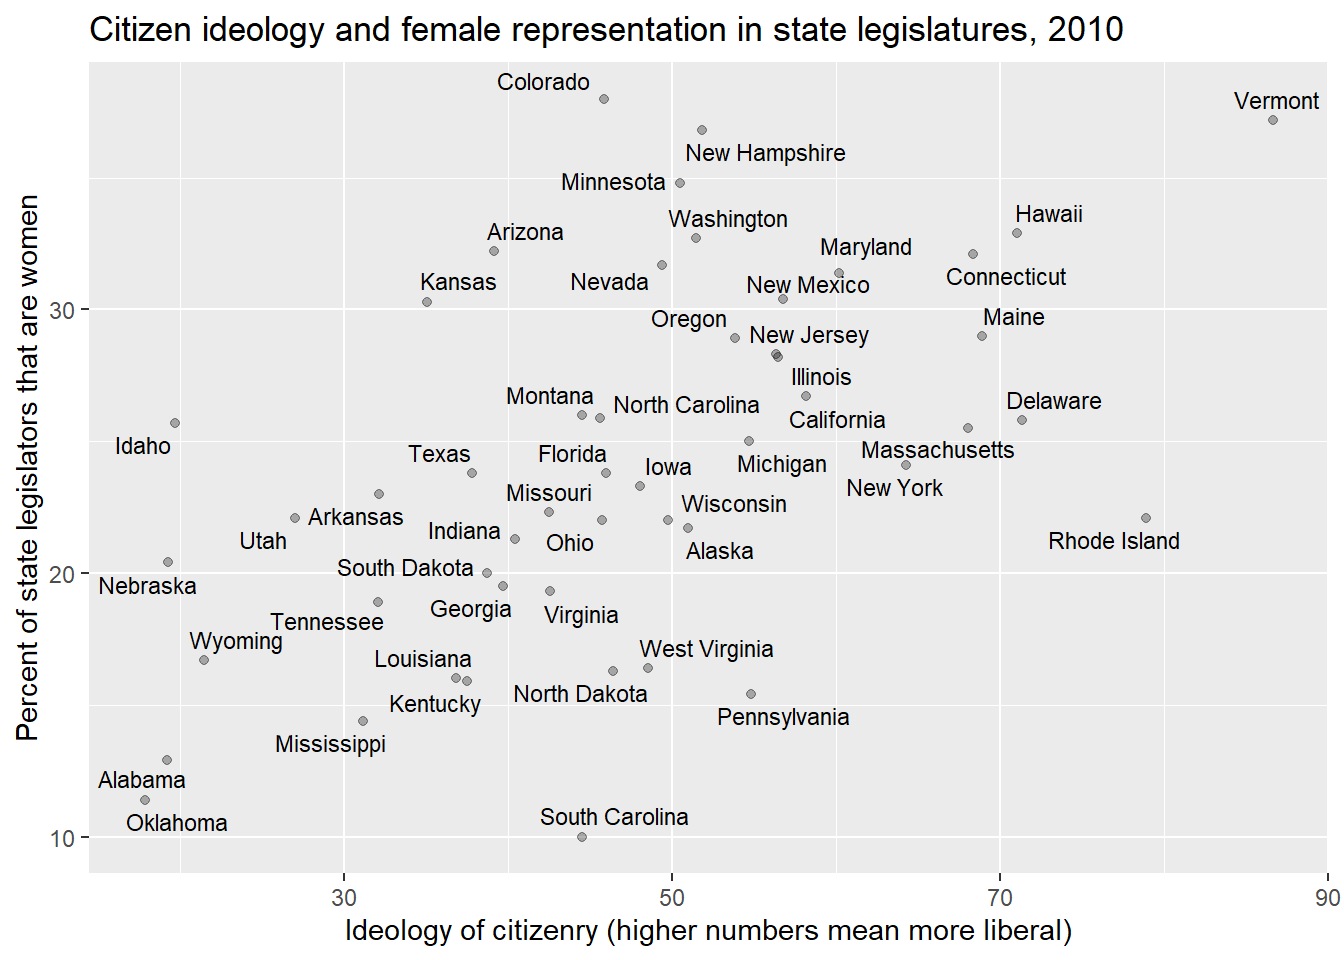 Citizen ideology and female representation in state legislatures, 2010
Colorado
Vermont
New Hampshire
Minnesota
Hawaii
Washington
Arizona
Maryland
Connecticut
Kansas
Nevada
New Mexico
Maine
Oregon
30
New Jersey
Illinois
Montana
Delaware
North Carolina
California
Idaho
Massachusetts
Texas
Florida
Michigan
Iowa
New York
Missouri
Wisconsin
Arkansas
Indiana
Utah
Ohio
Rhode Island
Alaska
South Dakota
20
Nebraska
Georgia
Virginia
Tennessee
Wyoming
West Virginia
Louisiana
North Dakota
Kentucky
Pennsylvania
Mississippi
Alabama
South Carolina
Oklahoma
10
Percent of state legislators that are women
30 50 70 90
Ideology of citizenry (higher numbers mean more liberal)